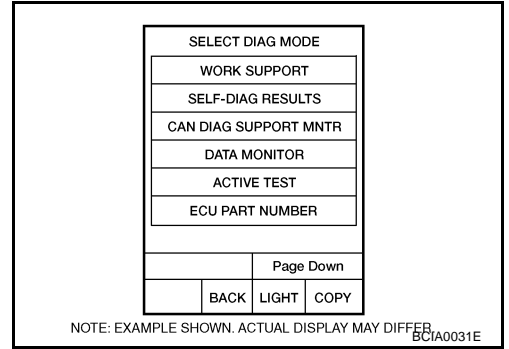 SELECT DIAG MODE
WORK SUPPORT
SELF-DIAG RESULTS
CAN DIAG SUPPORT MNTR
DATA MONITOR
ACTIVE TEST
ECU PART NUMBER
Page Down
BACK LIGHT COPY
NOTE: EXAMPLE SHOWN. ACTUAL DISPLAY MAY DIFFER.
BCIA0031E